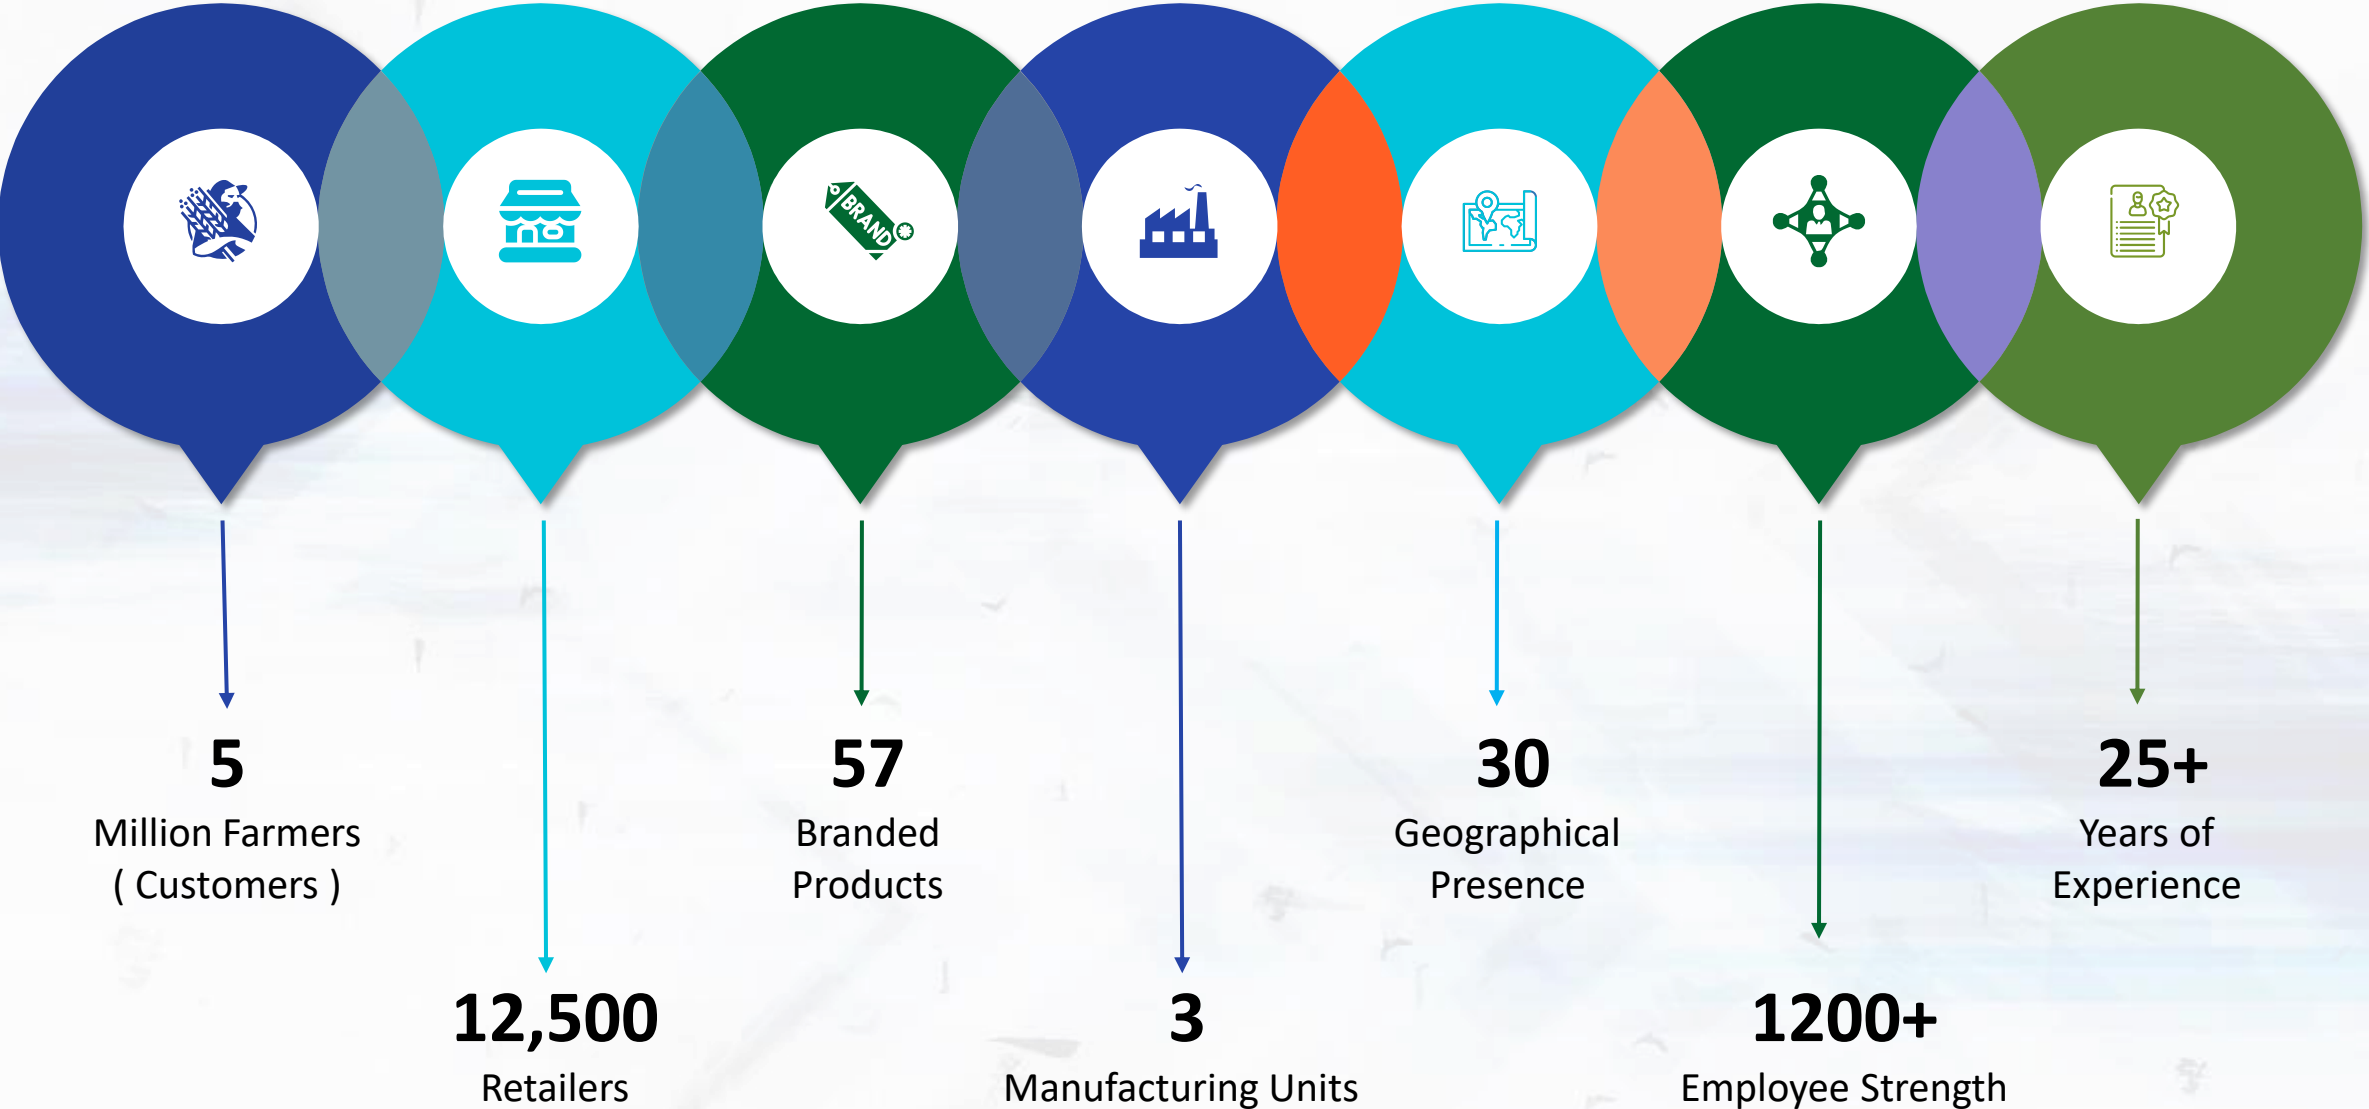 BRAND
5
Million Farmers
( Customers )
12,500
Retailers
57
Branded
Products
3
Manufacturing Units
30
Geographical
Presence
1200+
Employee Strength
25+
Years of
Experience